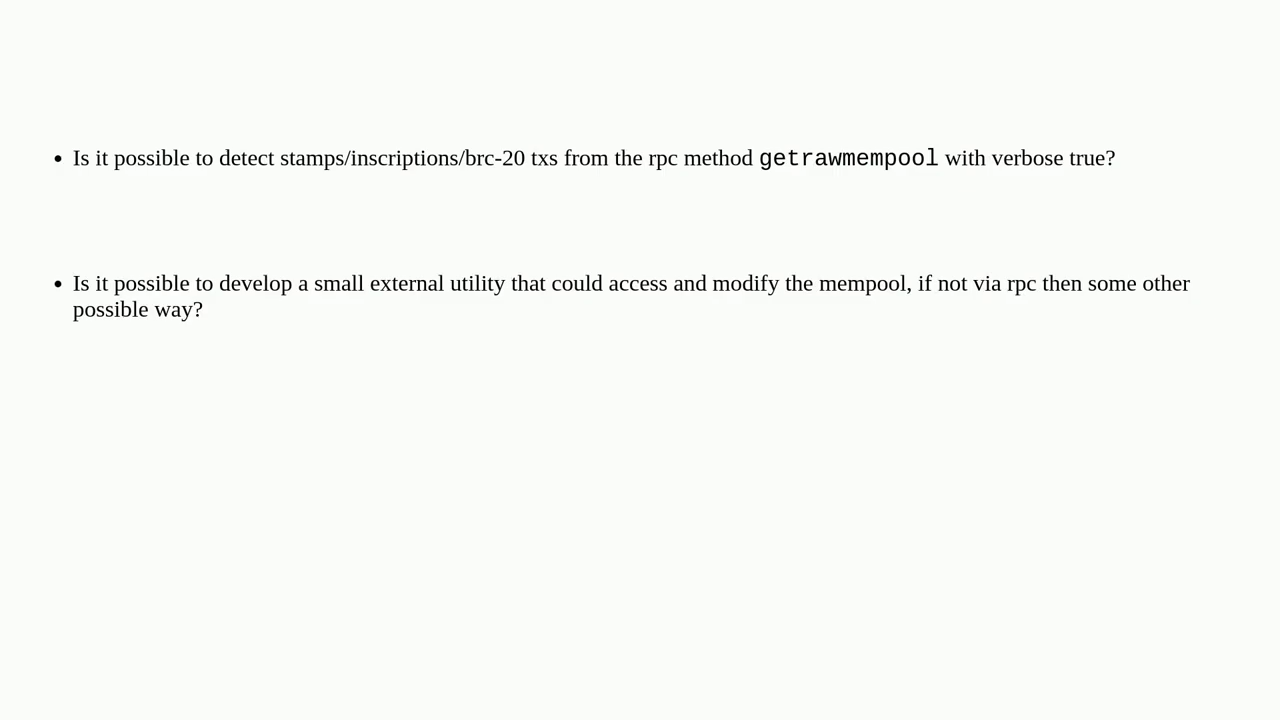 • Is it possible to detect stamps/inscriptions/brc-20 txs from the rpc method getrawmempool with verbose true?
• Is it possible to develop a small external utility that could access and modify the mempool, if not via rpc then some other
possible way?